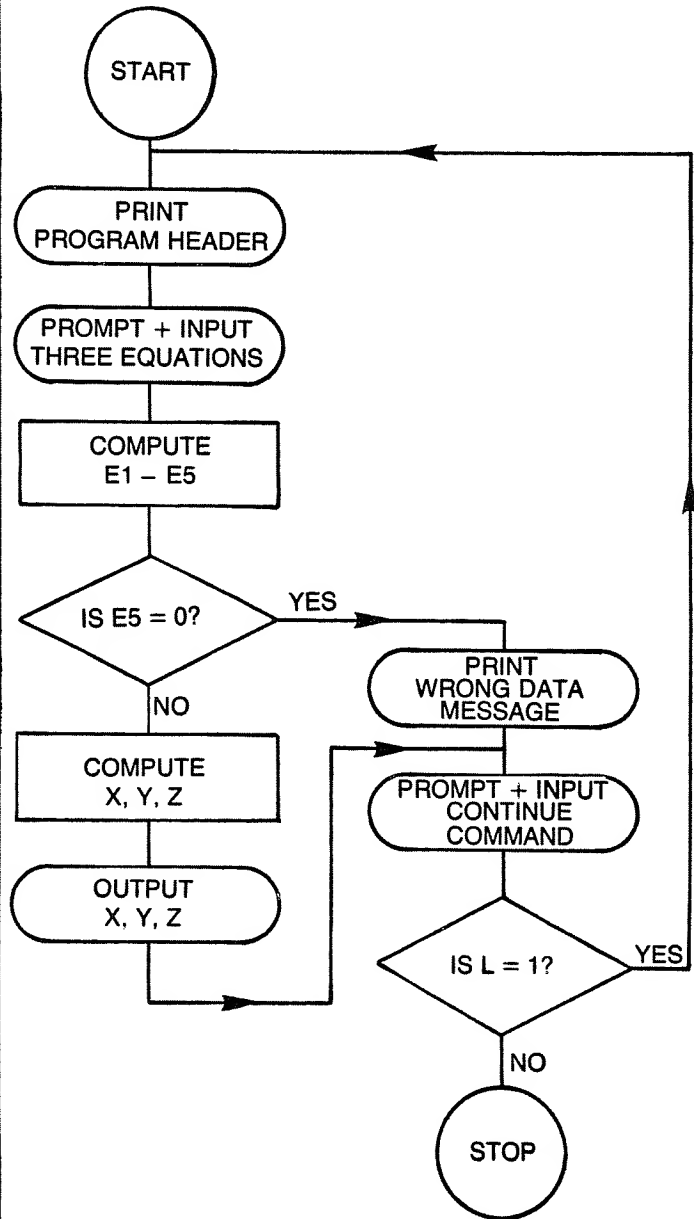 START
PRINT
PROGRAM HEADER
PROMPT + INPUT
THREE EQUATIONS
COMPUTE
E1 – E5
IS E5 = 0?
YES
NO
PRINT
WRONG DATA
MESSAGE
COMPUTE
X, Y, Z
PROMPT + INPUT
CONTINUE
COMMAND
OUTPUT
X, Y, Z
IS L = 1?
YES
NO
STOP